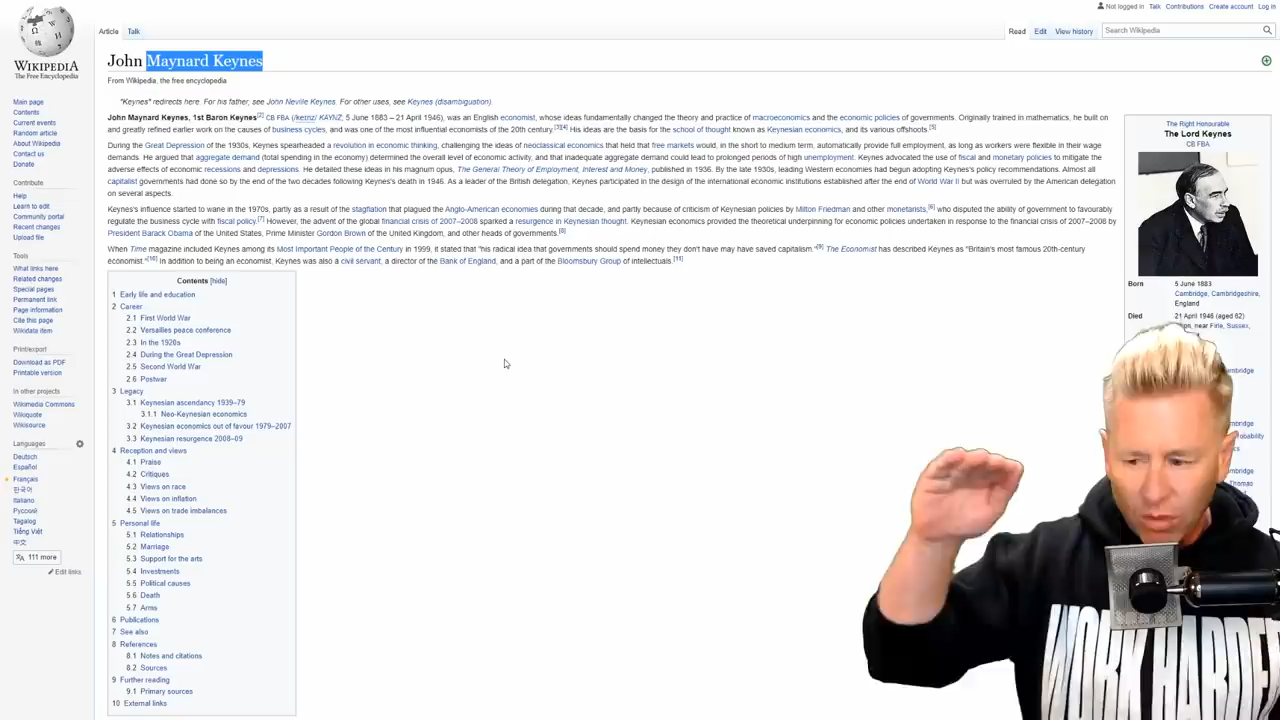 Not logged in Talk Contributions Create account Log in
Article Talk
Read Edit View history Search Wikipedia
WIKIPEDIA
The Free Encyclopedia
Main page
Contents
Current events
Random article
About Wikipedia
Contact us
Donate
Contribute
Help
Learn to edit
Community portal
Recent changes
Upload file
Tools
What links here
Related changes
Special pages
Permanent link
Page information
Cite this page
Wikidata item
Print/export
Download as PDF
Printable version
In other projects
Wikimedia Commons
Wikiquote
Wikisource
Languages
Deutsch
Español
Français
한국어
Italiano
Русский
Tagalog
Tiếng Việt
中文
111 more
Edit links
John Maynard Keynes
From Wikipedia, the free encyclopedia
"Keynes" redirects here. For his father, see John Neville Keynes. For other uses, see Keynes (disambiguation).
John Maynard Keynes, 1st Baron Keynes[2] CB FBA (/keɪnz/ KAYNZ; 5 June 1883 – 21 April 1946), was an English economist, whose ideas fundamentally changed the theory and practice of macroeconomics and the economic policies of governments. Originally trained in mathematics, he built on
and greatly refined earlier work on the causes of business cycles, and was one of the most influential economists of the 20th century.[3][4] His ideas are the basis for the school of thought known as Keynesian economics, and its various offshoots.[5]
During the Great Depression of the 1930s, Keynes spearheaded a revolution in economic thinking, challenging the ideas of neoclassical economics that held that free markets would, in the short to medium term, automatically provide full employment, as long as workers were flexible in their wage
demands. He argued that aggregate demand (total spending in the economy) determined the overall level of economic activity, and that inadequate aggregate demand could lead to prolonged periods of high unemployment. Keynes advocated the use of fiscal and monetary policies to mitigate the
adverse effects of economic recessions and depressions. He detailed these ideas in his magnum opus, The General Theory of Employment, Interest and Money, published in 1936. By the late 1930s, leading Western economies had begun adopting Keynes's policy recommendations. Almost all
capitalist governments had done so by the end of the two decades following Keynes's death in 1946. As a leader of the British delegation, Keynes participated in the design of the international economic institutions established after the end of World War II but was overruled by the American delegation
on several aspects.
Keynes's influence started to wane in the 1970s, partly as a result of the stagflation that plagued the Anglo-American economies during that decade, and partly because of criticism of Keynesian policies by Milton Friedman and other monetarists,[6] who disputed the ability of government to favourably
regulate the business cycle with fiscal policy.[7] However, the advent of the global financial crisis of 2007–2008 sparked a resurgence in Keynesian thought. Keynesian economics provided the theoretical underpinning for economic policies undertaken in response to the financial crisis of 2007–2008 by
President Barack Obama of the United States, Prime Minister Gordon Brown of the United Kingdom, and other heads of governments.[8]
When Time magazine included Keynes among its Most Important People of the Century in 1999, it stated that "his radical idea that governments should spend money they don't have may have saved capitalism."[9] The Economist has described Keynes as "Britain's most famous 20th-century
economist."[10] In addition to being an economist, Keynes was also a civil servant, a director of the Bank of England, and a part of the Bloomsbury Group of intellectuals.[11]
Contents [hide]
1 Early life and education
2 Career
2.1 First World War
2.2 Versailles peace conference
2.3 In the 1920s
2.4 During the Great Depression
2.5 Second World War
2.6 Postwar
3 Legacy
3.1 Keynesian ascendancy 1939–79
3.1.1 Neo-Keynesian economics
3.2 Keynesian economics out of favour 1979–2007
3.3 Keynesian resurgence 2008–09
4 Reception and views
4.1 Praise
4.2 Critiques
4.3 Views on race
4.4 Views on inflation
4.5 Views on trade imbalances
5 Personal life
5.1 Relationships
5.2 Marriage
5.3 Support for the arts
5.4 Investments
5.5 Political causes
5.6 Death
5.7 Arms
6 Publications
7 See also
8 References
8.1 Notes and citations
8.2 Sources
9 Further reading
9.1 Primary sources
10 External links
The Right Honourable
The Lord Keynes
CB FBA
Born 5 June 1883
Cambridge, Cambridgeshire,
England
Died 21 April 1946 (aged 62)
near Firle, Sussex,
WORK HARDER